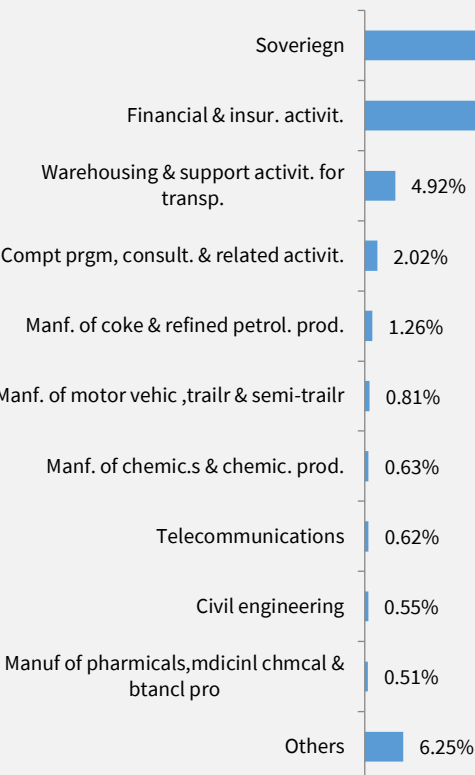 Soveriegn
Financial & insur. activit.
Warehousing & support activit. for
transp.
4.92%
Compt prgm, consult. & related activit.
2.02%
Manf. of coke & refined petrol. prod.
1.26%
Manf. of motor vehic ,trailr & semi-trailr
0.81%
Manf. of chemic.s & chemic. prod.
0.63%
Telecommunications
0.62%
Civil engineering
0.55%
Manuf of pharmicals,mdicinl chmcal &
btancl pro
0.51%
Others
6.25%